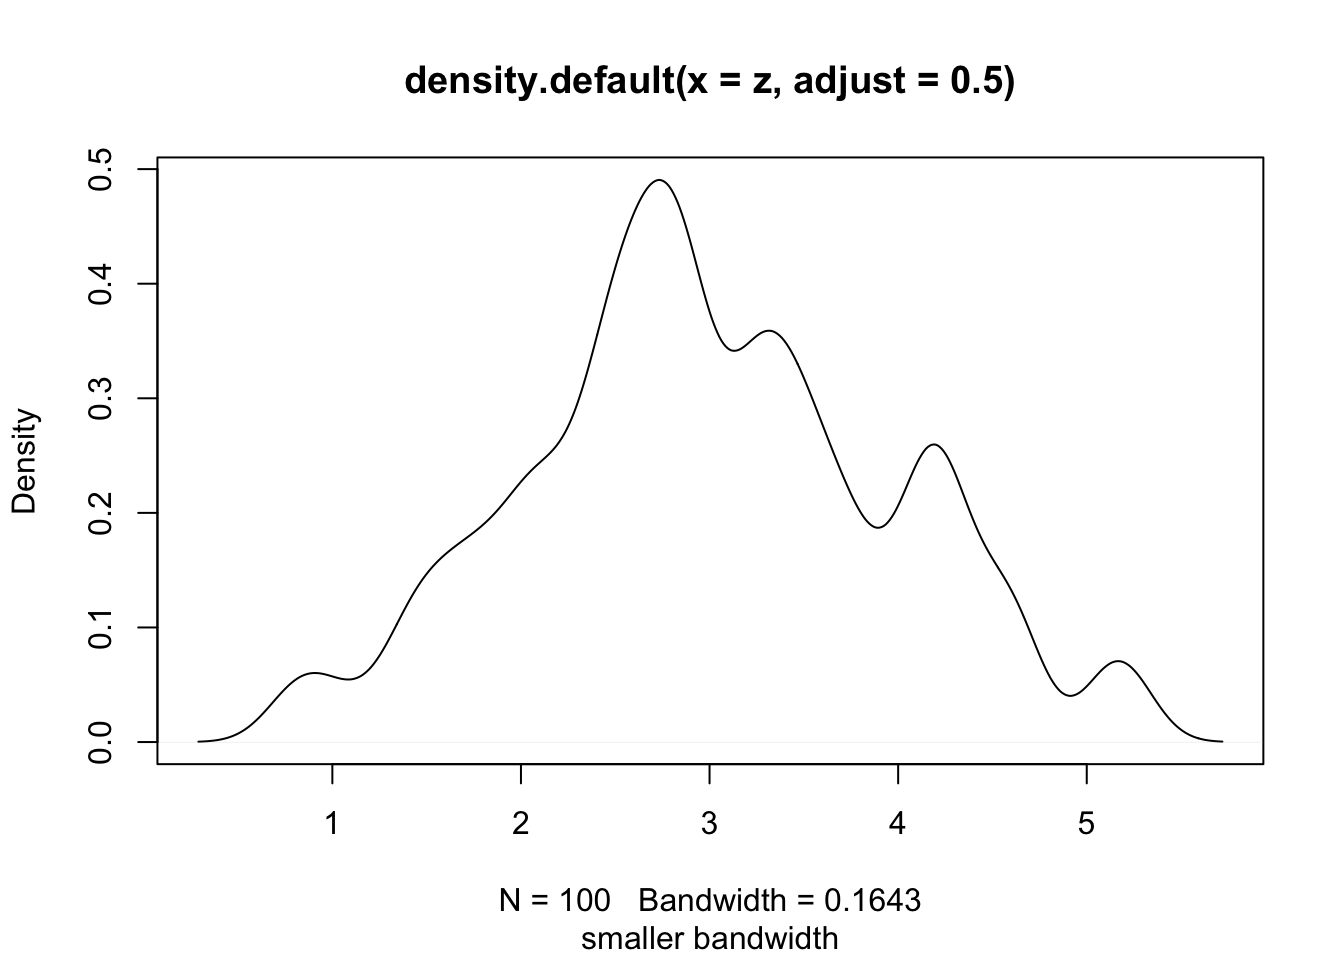 density.default(x = z, adjust = 0.5)
Density
0.5
0.4
0.3
0.2
0.1
0.0
1 2 3 4 5
N = 100 Bandwidth = 0.1643
smaller bandwidth